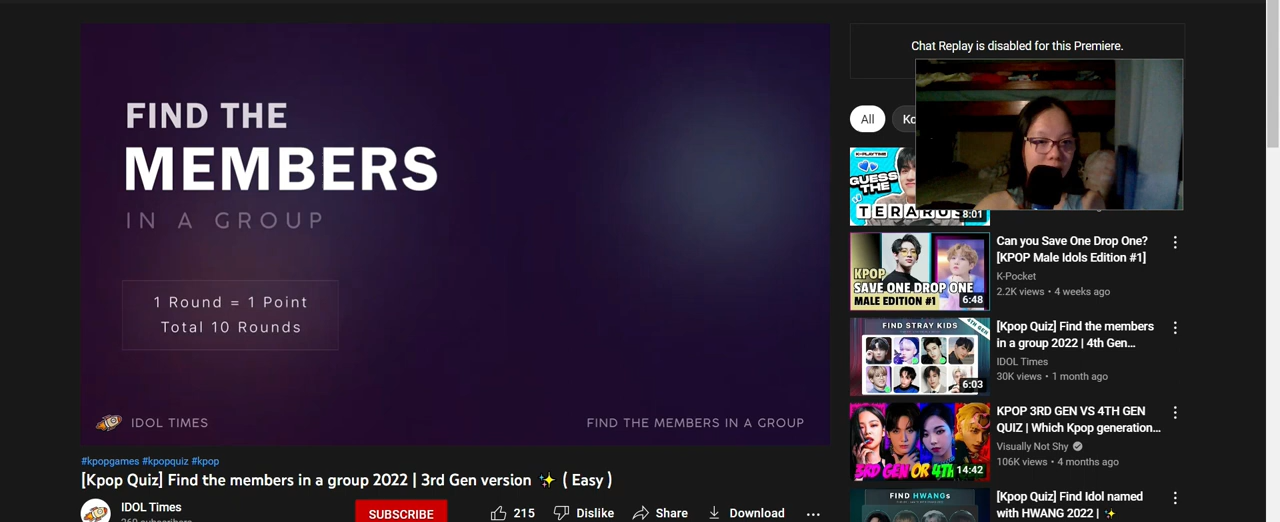 FIND THE
MEMBERS
IN A GROUP
1 Round = 1 Point
Total 10 Rounds
IDOL TIMES
FIND THE MEMBERS IN A GROUP
#kpopgames #kpopquiz #kpop
[Kpop Quiz] Find the members in a group 2022 | 3rd Gen version ✨ ( Easy )
IDOL Times
SUBSCRIBE
215
Dislike
Share
Download
Chat Replay is disabled for this Premiere.
All
K-PLAYTIME
GUESS
THE
8:01
KPOP
SAVE ONE DROP ONE
MALE EDITION #1
6:48
Can you Save One Drop One?
[KPOP Male Idols Edition #1]
K-Pocket
2.2K views • 4 weeks ago
FIND STRAY KIDS
4TH GEN
6:03
[Kpop Quiz] Find the members
in a group 2022 | 4th Gen...
IDOL Times
30K views • 1 month ago
3RD GEN OR 4TH
14:42
KPOP 3RD GEN VS 4TH GEN
QUIZ | Which Kpop generation...
Visually Not Shy
106K views • 4 months ago
FIND HWANGs
[Kpop Quiz] Find Idol named
with HWANG 2022 | ✨